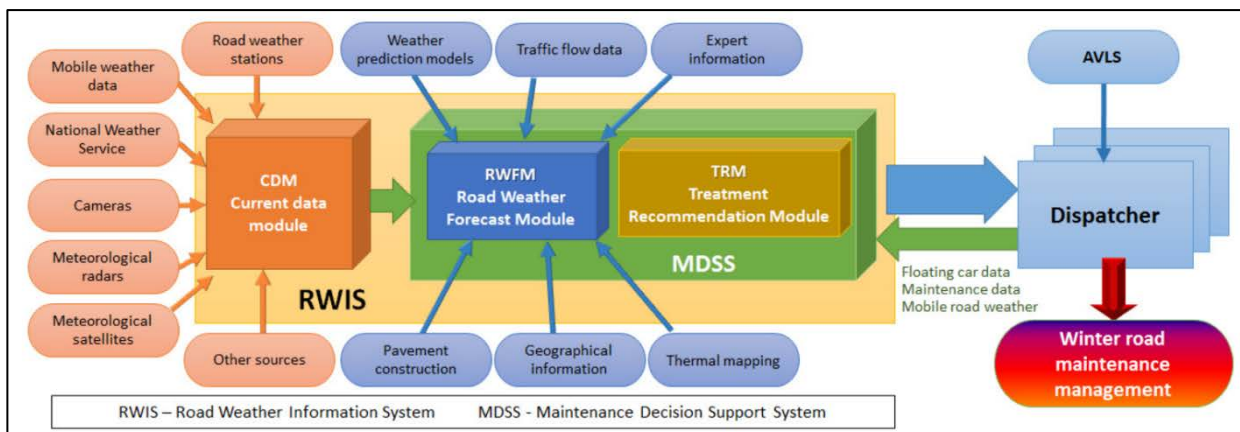 Road weather
stations
Mobile weather
data
National Weather
Service
Cameras
Meteorological
radars
Meteorological
satellites
Other sources
CDM
Current data
module
RWIS
Weather
prediction models
Traffic flow data
Expert
information
RWFM
Road Weather
Forecast Module
TRM
Treatment
Recommendation Module
MDSS
Pavement
construction
Geographical
information
Thermal mapping
AVLS
Dispatcher
Floating car data
Maintenance data
Mobile road weather
Winter road
maintenance
management
RWIS – Road Weather Information System MDSS - Maintenance Decision Support System